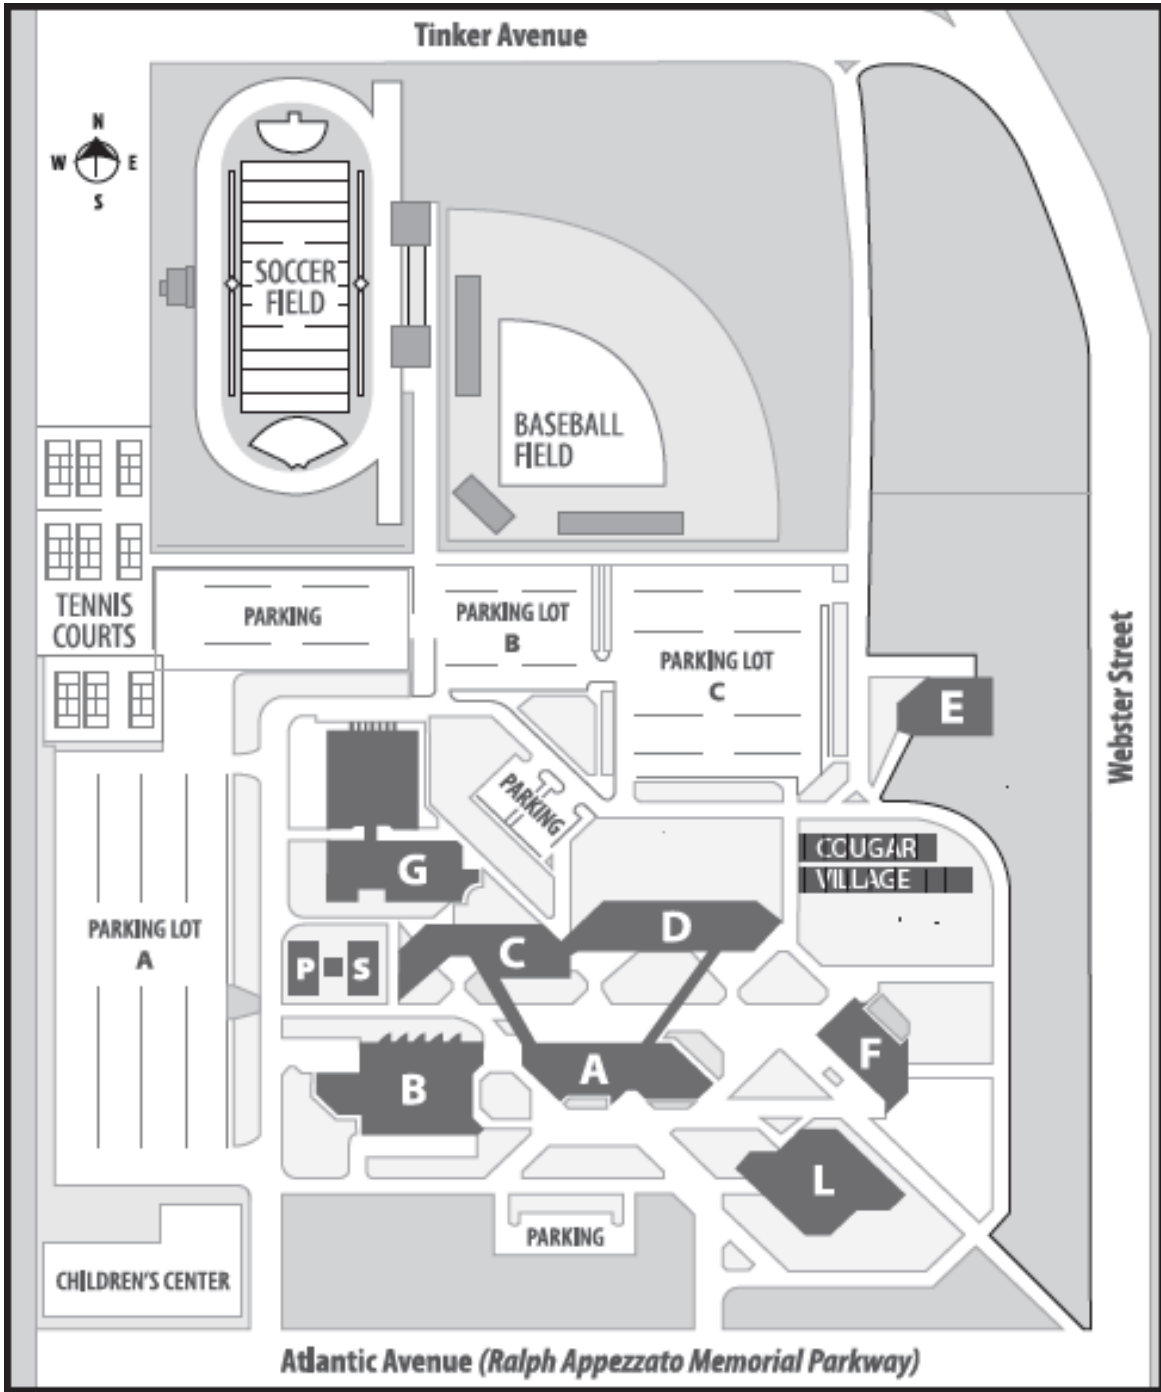 Tinker Avenue
N
W E
S
SOCCER
FIELD
BASEBALL
FIELD
TENNIS
COURTS
PARKING
PARKING LOT
B
PARKING LOT
C
E
Webster Street
PARKING
G
COUGAR
VILLAGE
PARKING LOT
A
P S
C
D
F
A
B
L
PARKING
CHILDREN'S CENTER
Atlantic Avenue (Ralph Appezzato Memorial Parkway)